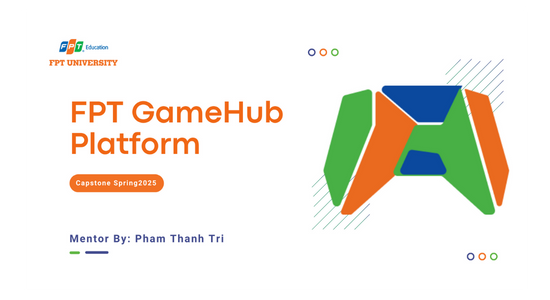 FPT Education
FPT UNIVERSITY
FPT GameHub
Platform
Capstone Spring2025
Mentor By: Pham Thanh Tri